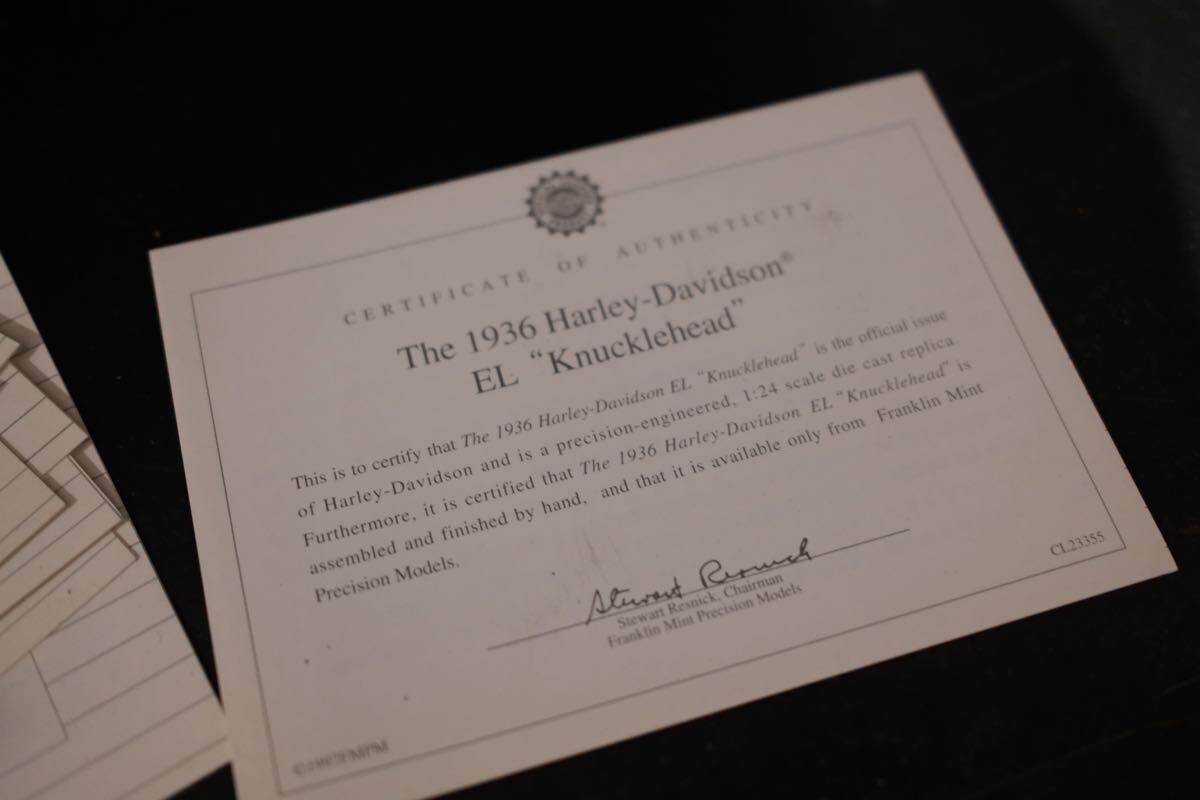 CERTIFICATE OF AUTHENTICITY
The 1936 Harley-Davidson®
EL “Knucklehead”
This is to certify that The 1936 Harley-Davidson EL “Knucklehead” is the official issue
of Harley-Davidson and is a precision-engineered, 1:24 scale die cast replica.
Furthermore, it is certified that The 1936 Harley-Davidson EL “Knucklehead” is
assembled and finished by hand, and that it is available only from Franklin Mint
Precision Models.
Stewart Resnick
Stewart Resnick, Chairman
Franklin Mint Precision Models
CL23355